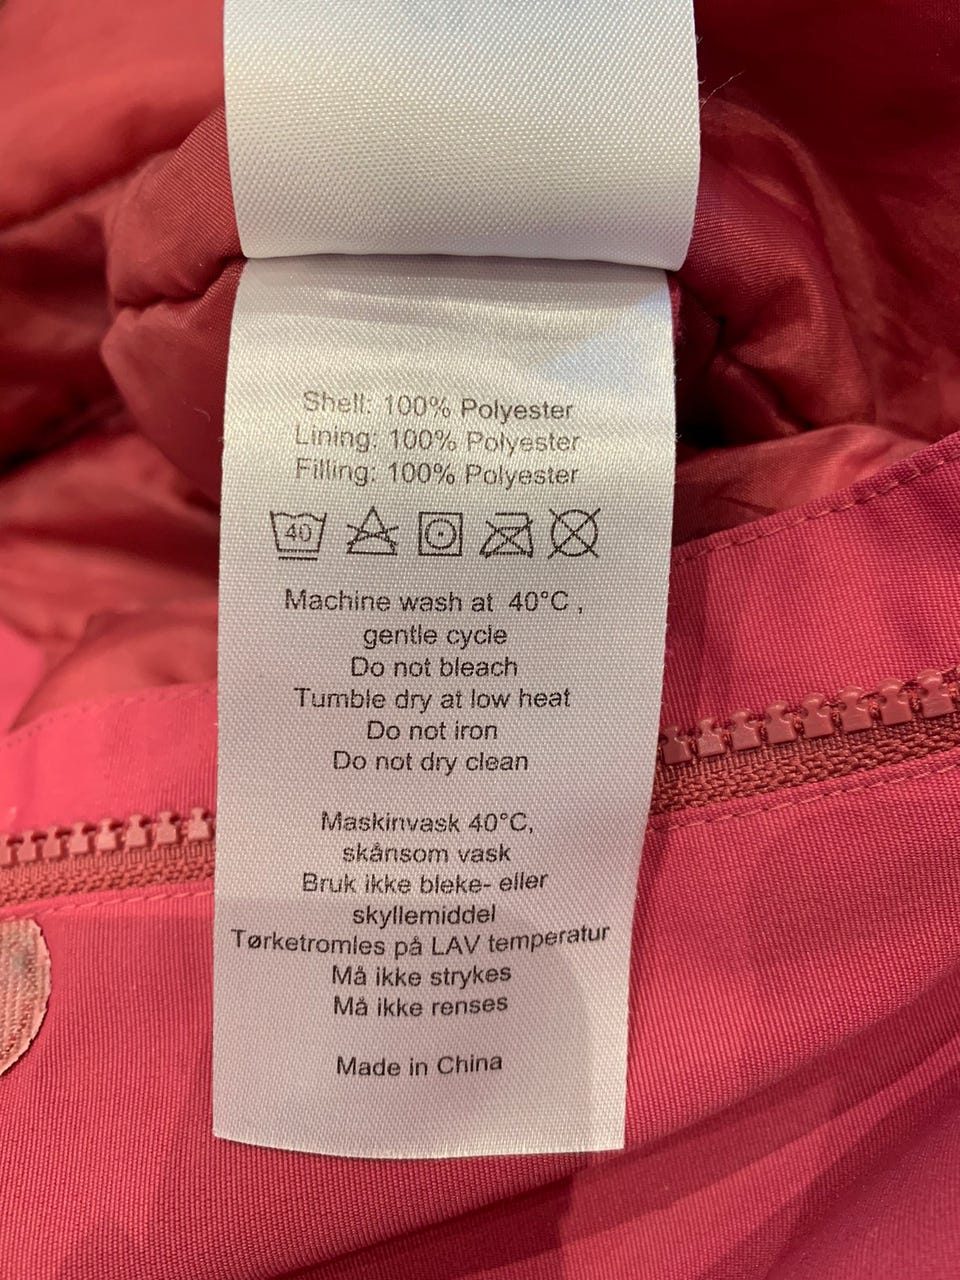 Shell: 100% Polyester
Lining: 100% Polyester
Filling: 100% Polyester
40
Machine wash at 40°C ,
gentle cycle
Do not bleach
Tumble dry at low heat
Do not iron
Do not dry clean
Maskinvask 40°C,
skånsom vask
Bruk ikke bleke- eller
skyllemiddel
Tørketromles på LAV temperatur
Må ikke strykes
Må ikke renses
Made in China